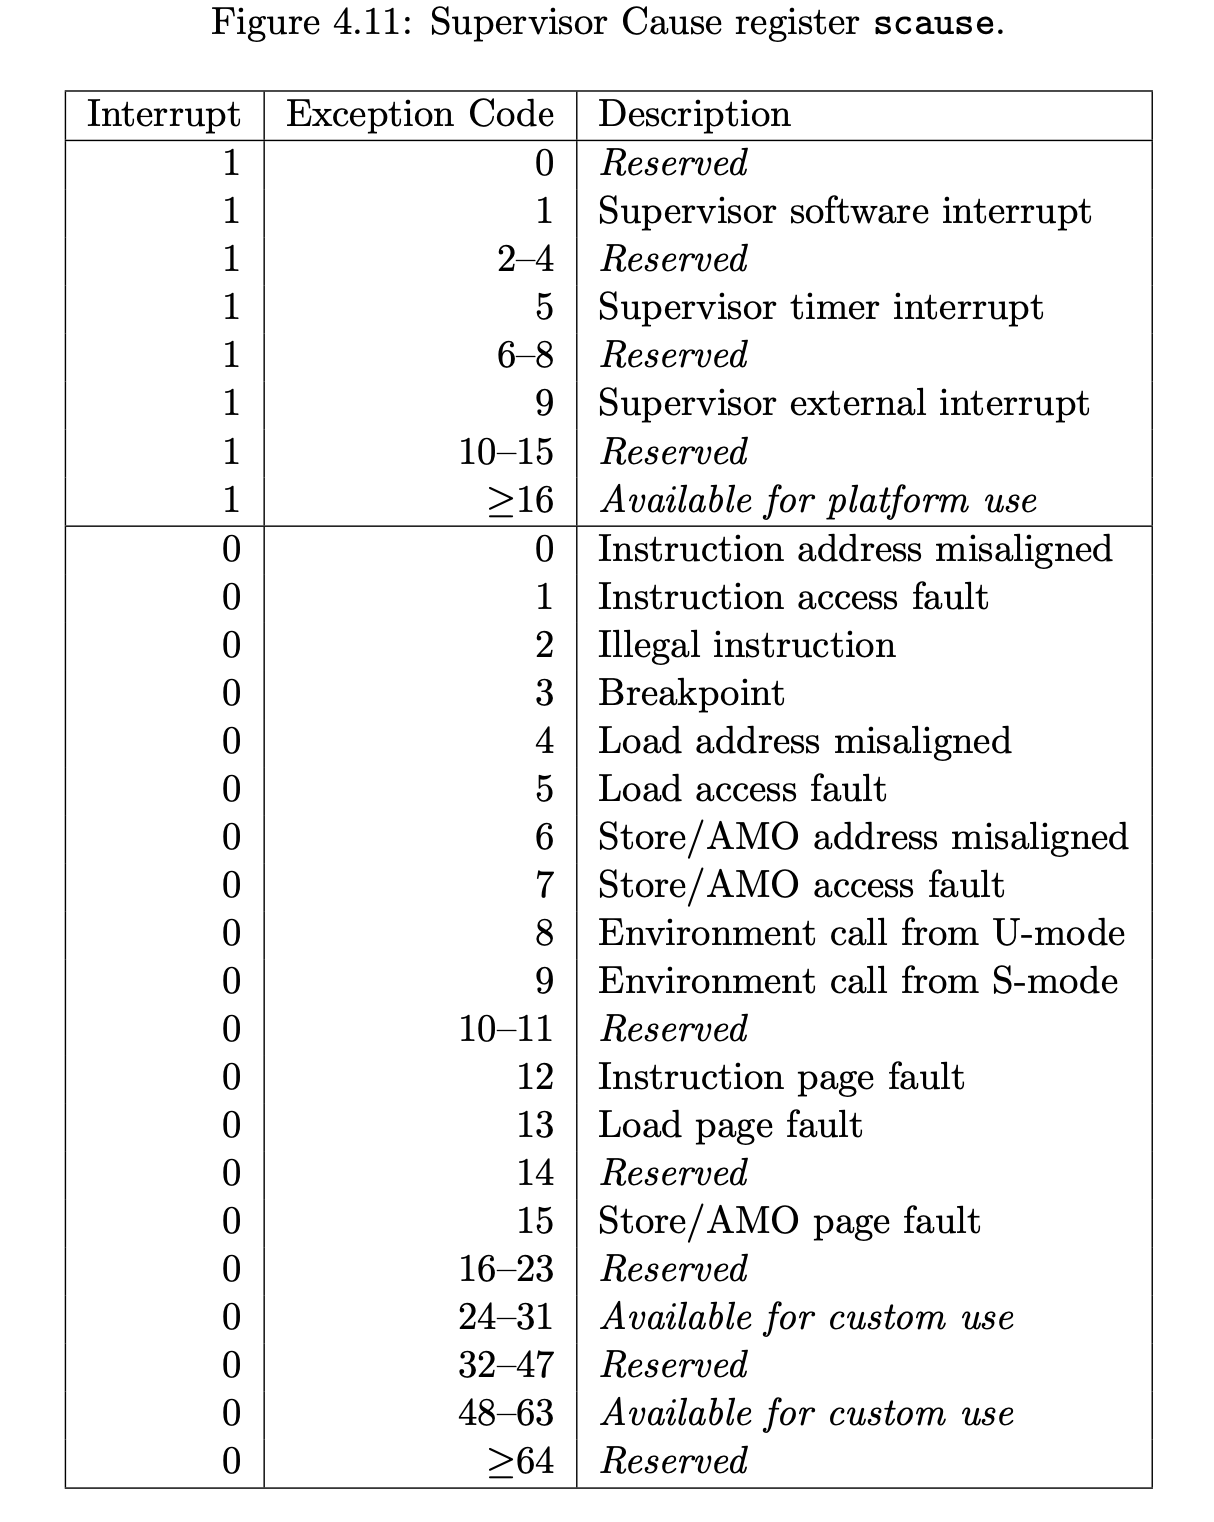 Figure 4.11: Supervisor Cause register scause.
Interrupt Exception Code Description
1 0 Reserved
1 1 Supervisor software interrupt
1 2–4 Reserved
1 5 Supervisor timer interrupt
1 6–8 Reserved
1 9 Supervisor external interrupt
1 10–15 Reserved
1 ≥16 Available for platform use
0 0 Instruction address misaligned
0 1 Instruction access fault
0 2 Illegal instruction
0 3 Breakpoint
0 4 Load address misaligned
0 5 Load access fault
0 6 Store/AMO address misaligned
0 7 Store/AMO access fault
0 8 Environment call from U-mode
0 9 Environment call from S-mode
0 10–11 Reserved
0 12 Instruction page fault
0 13 Load page fault
0 14 Reserved
0 15 Store/AMO page fault
0 16–23 Reserved
0 24–31 Available for custom use
0 32–47 Reserved
0 48–63 Available for custom use
0 ≥64 Reserved